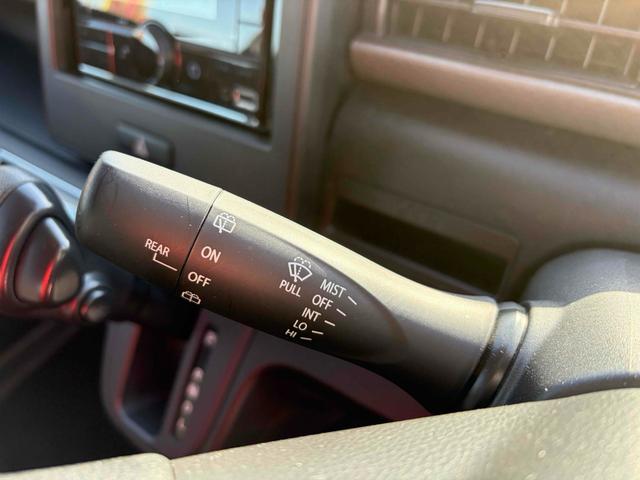 REAR
ON
OFF
PULL
MIST
OFF
INT
LO
HI